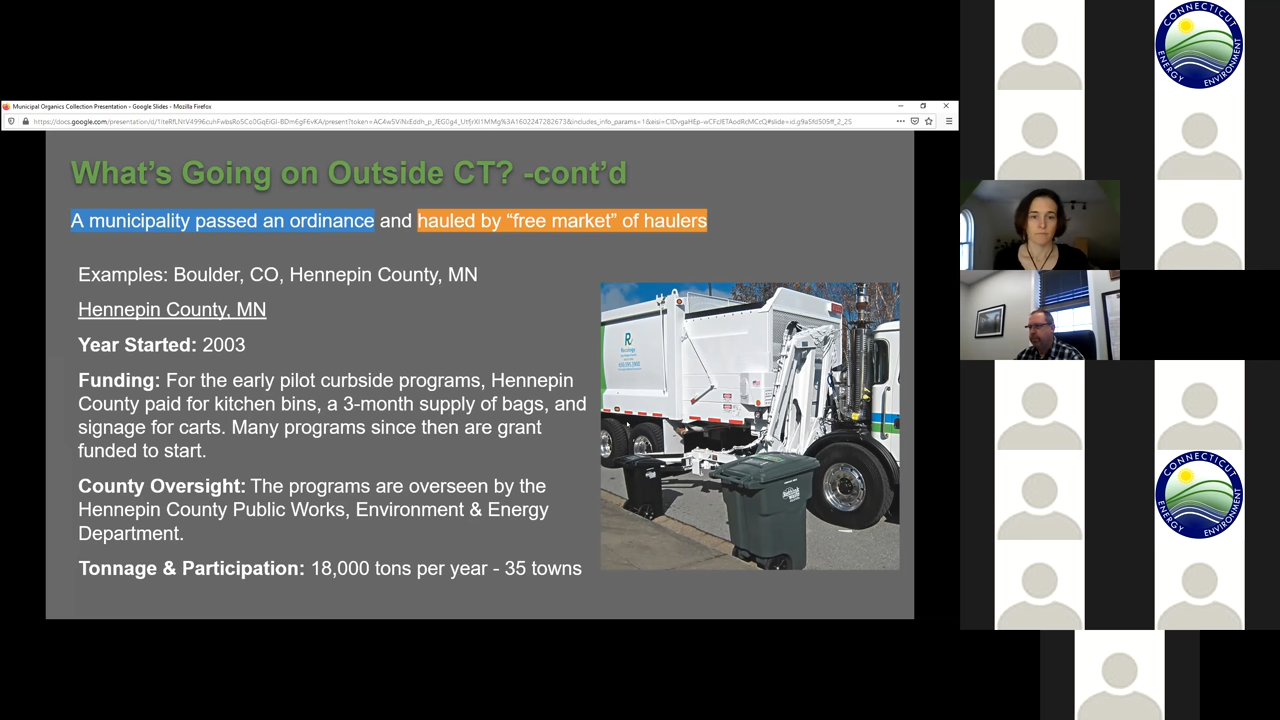 Municipal Organics Collection Presentation - Google Slides - Mozilla Firefox
What's Going on Outside CT? -cont'd
A municipality passed an ordinance and hauled by “free market” of haulers
Examples: Boulder, CO, Hennepin County, MN
Hennepin County, MN
Year Started: 2003
Funding: For the early pilot curbside programs, Hennepin
County paid for kitchen bins, a 3-month supply of bags, and
signage for carts. Many programs since then are grant
funded to start.
County Oversight: The programs are overseen by the
Hennepin County Public Works, Environment & Energy
Department.
Tonnage & Participation: 18,000 tons per year - 35 towns
CONNECTICUT
ENERGY ENVIRONMENT
CONNECTICUT
ENERGY ENVIRONMENT